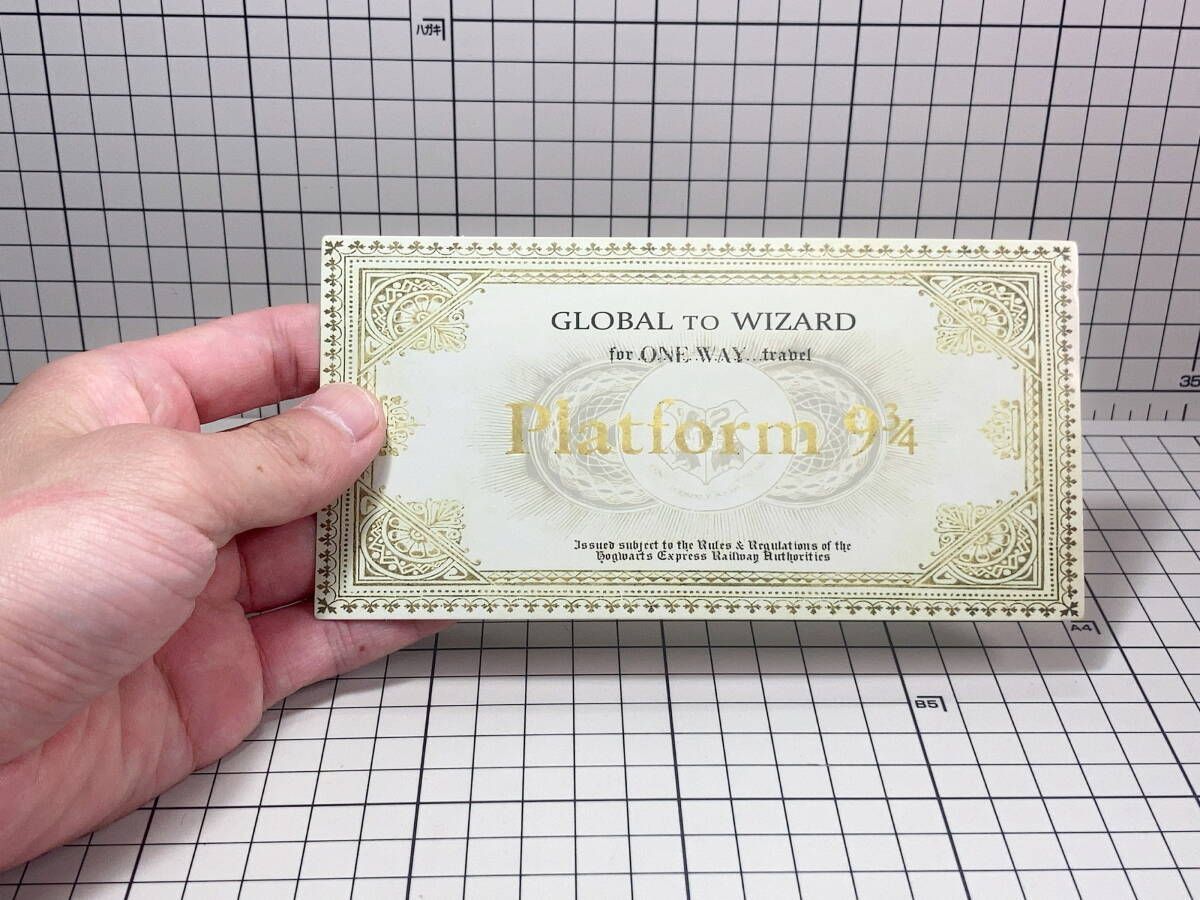 ハガキ
35
GLOBAL TO WIZARD
for ONE WAY...travel
Platform 9¾
Issued subject to the Rules & Regulations of the
Hogwarts Express Railway Authorities
A4
B5